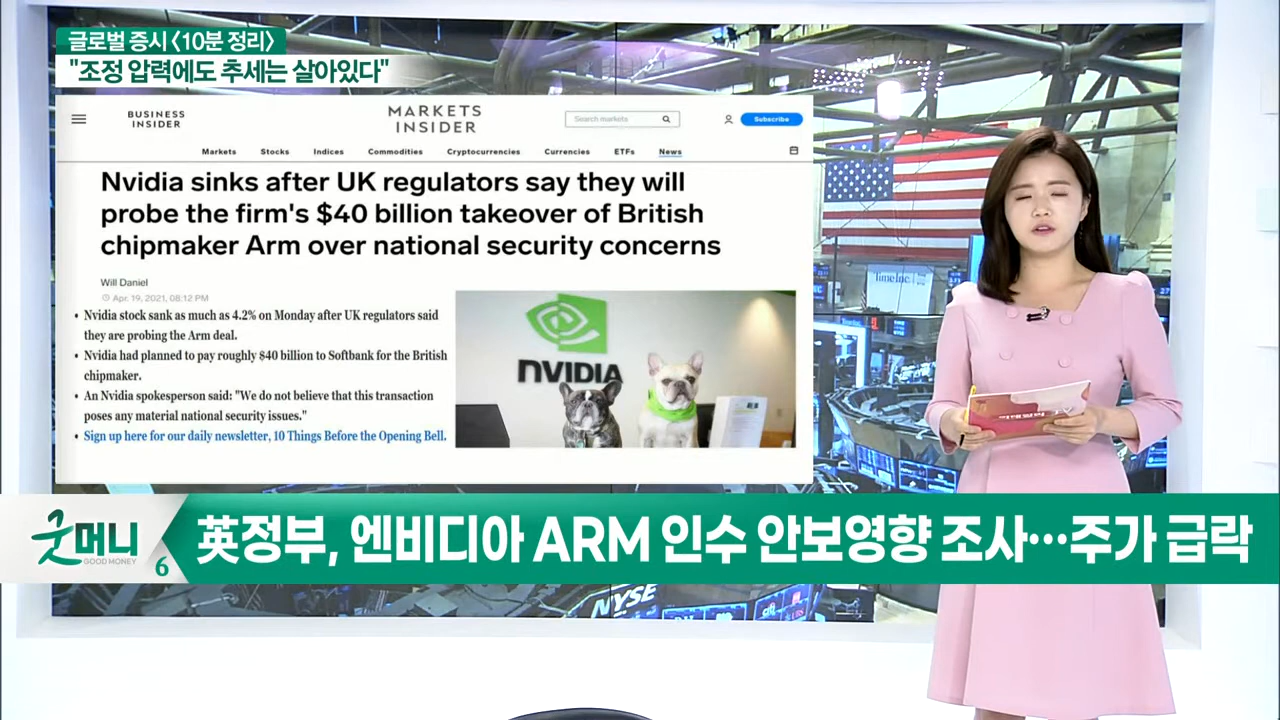 글로벌 증시 <10분 정리>
"조정 압력에도 추세는 살아있다"
BUSINESS
INSIDER
MARKETS
INSIDER
Search markets
Subscribe
Markets Stocks Indices Commodities Cryptocurrencies Currencies ETFs News
Nvidia sinks after UK regulators say they will
probe the firm's $40 billion takeover of British
chipmaker Arm over national security concerns
Will Daniel
Apr. 19, 2021, 08:12 PM
• Nvidia stock sank as much as 4.2% on Monday after UK regulators said
they are probing the Arm deal.
• Nvidia had planned to pay roughly $40 billion to Softbank for the British
chipmaker.
• An Nvidia spokesperson said: "We do not believe that this transaction
poses any material national security issues."
• Sign up here for our daily newsletter, 10 Things Before the Opening Bell.
NVIDIA
TimeInc.
굿머니
GOOD MONEY
6
英정부, 엔비디아 ARM 인수 안보영향 조사…주가 급락
NYSE
citi